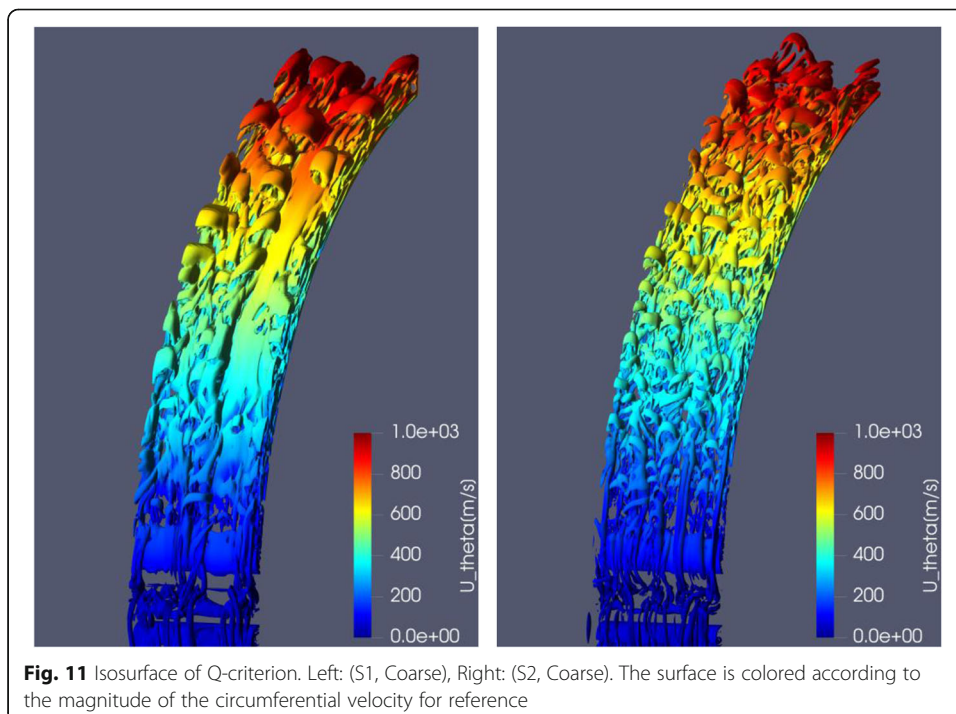 1.0e+03
800
600
400
200
0.0e+00
U_theta(m/s)
1.0e+03
800
600
400
200
0.0e+00
U_theta(m/s)
Fig. 11 Isosurface of Q-criterion. Left: (S1, Coarse), Right: (S2, Coarse). The surface is colored according to
the magnitude of the circumferential velocity for reference